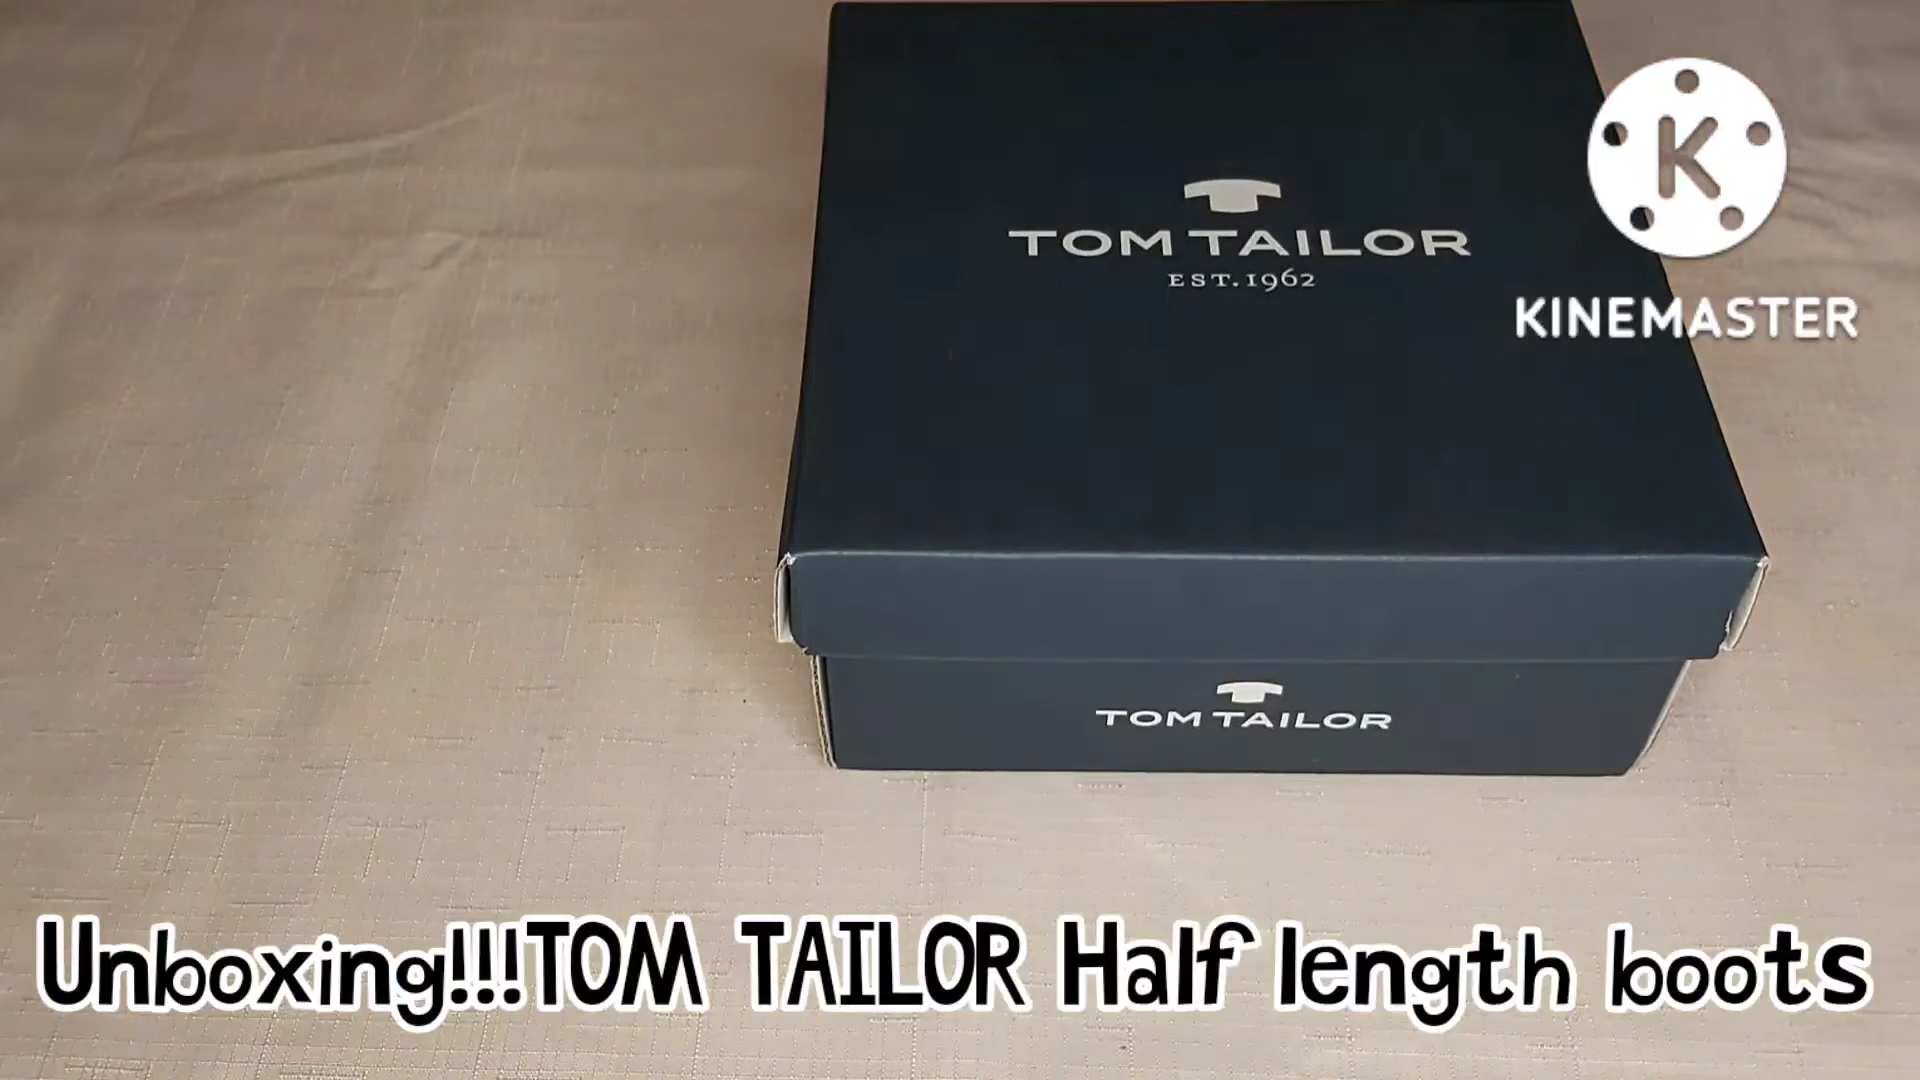 TOM TAILOR
EST.1962
K
KINEMASTER
TOM TAILOR
Unboxing!!!TOM TAILOR Half length boots